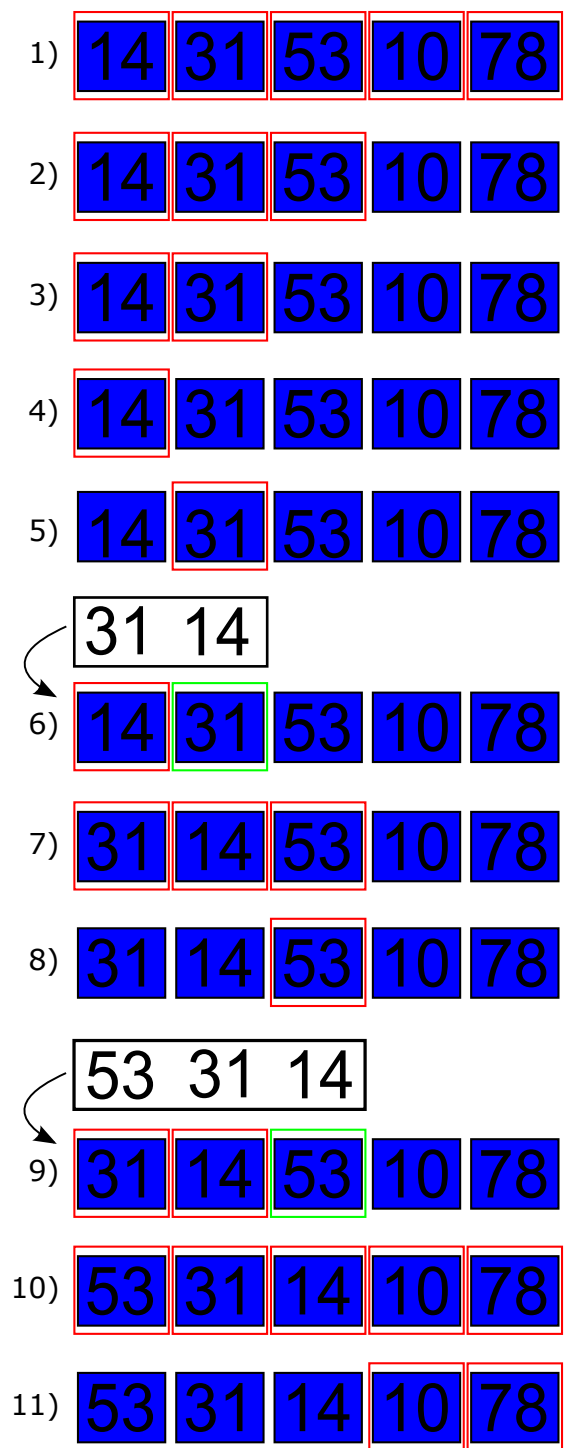 1) 14 31 53 10 78
2) 14 31 53 10 78
3) 14 31 53 10 78
4) 14 31 53 10 78
5) 14 31 53 10 78
31 14
6) 14 31 53 10 78
7) 31 14 53 10 78
8) 31 14 53 10 78
53 31 14
9) 31 14 53 10 78
10) 53 31 14 10 78
11) 53 31 14 10 78